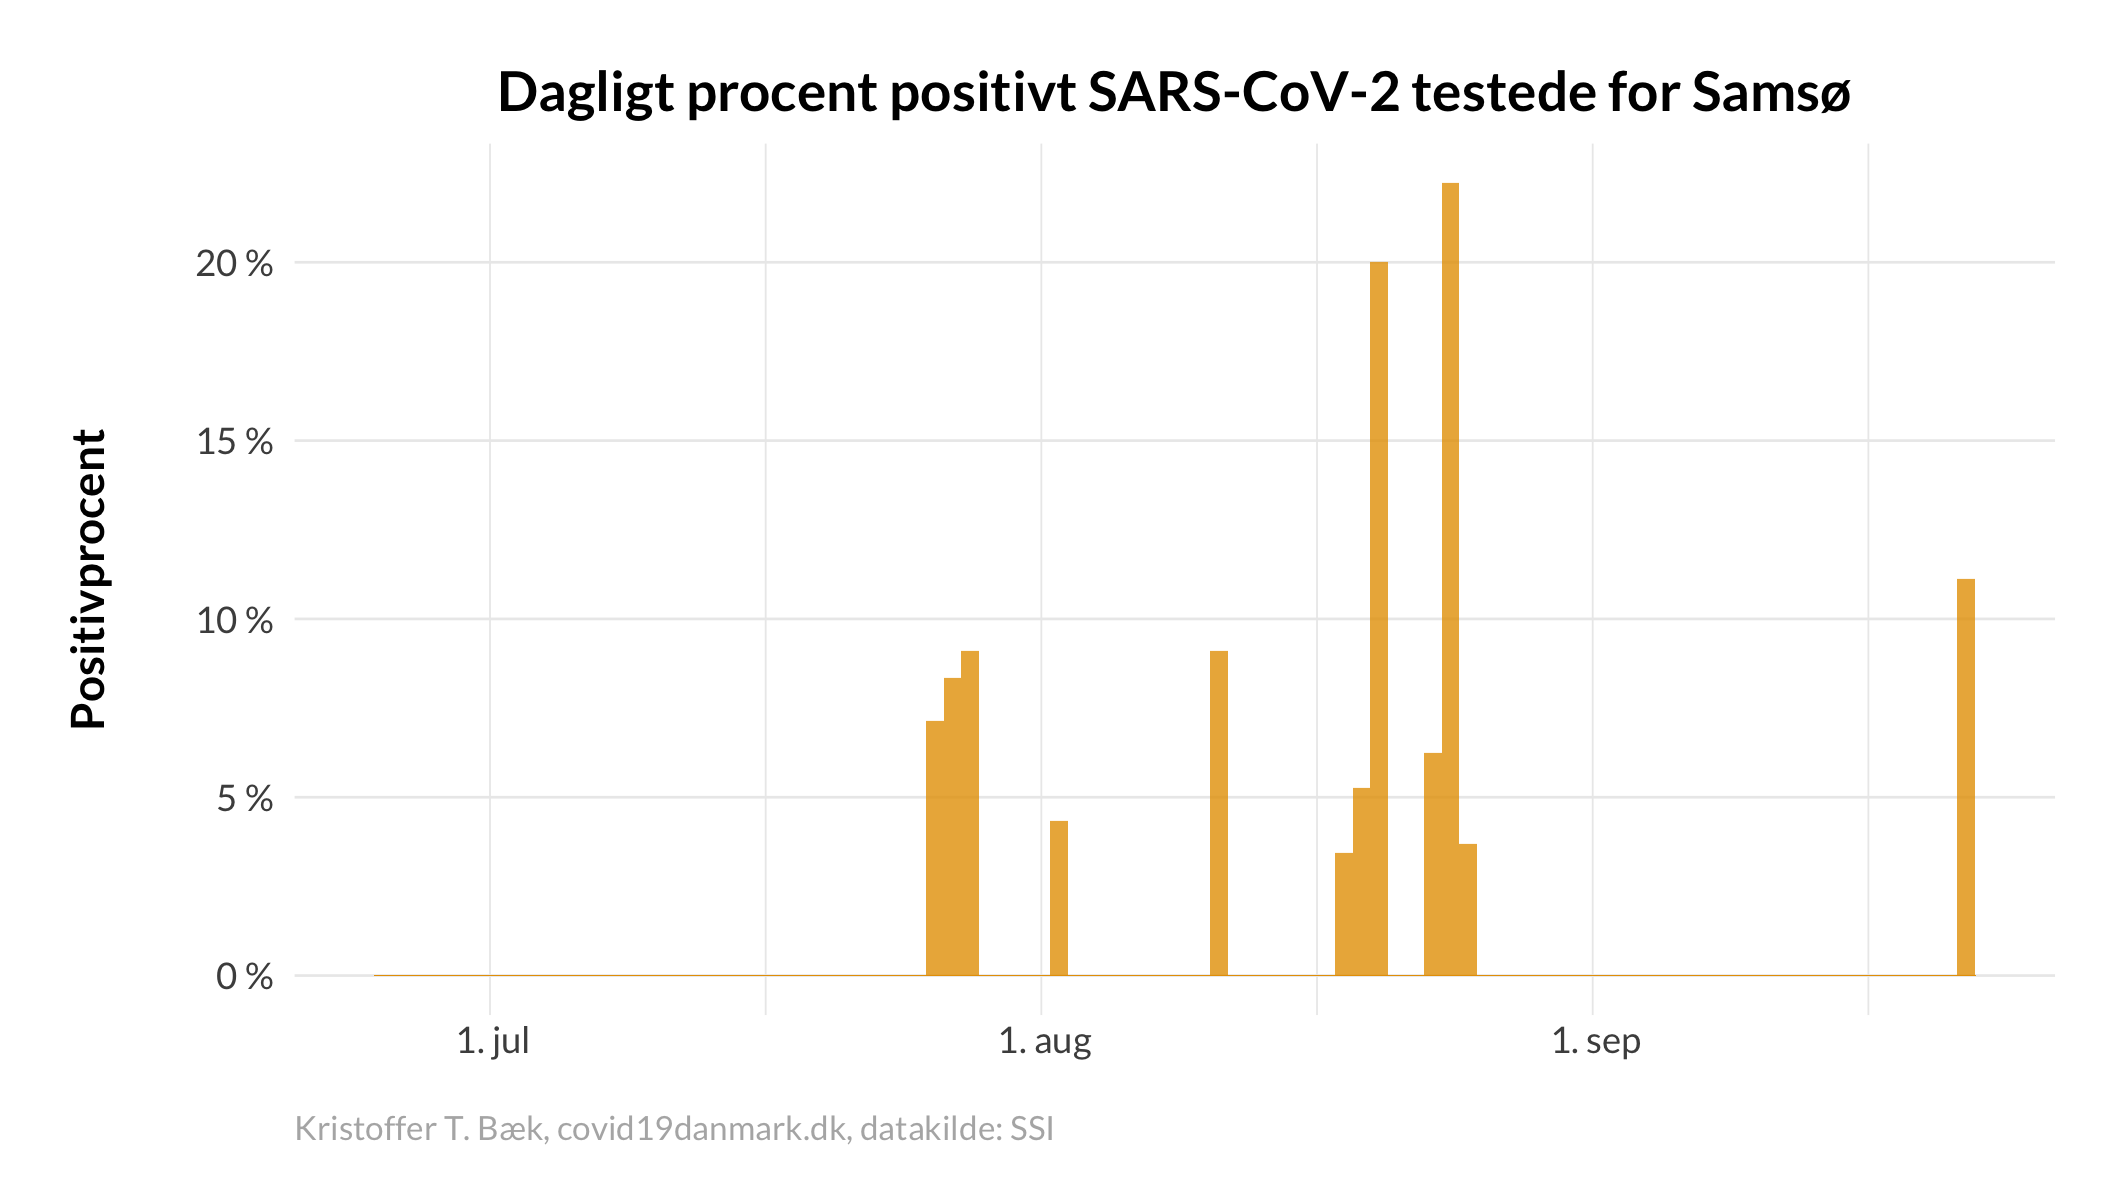 Dagligt procent positivt SARS-CoV-2 testede for Samsø
Positivprocent
20 %
15 %
10 %
5 %
0 %
1. jul
1. aug
1. sep
Kristoffer T. Bæk, covid19danmark.dk, datakilde: SSI